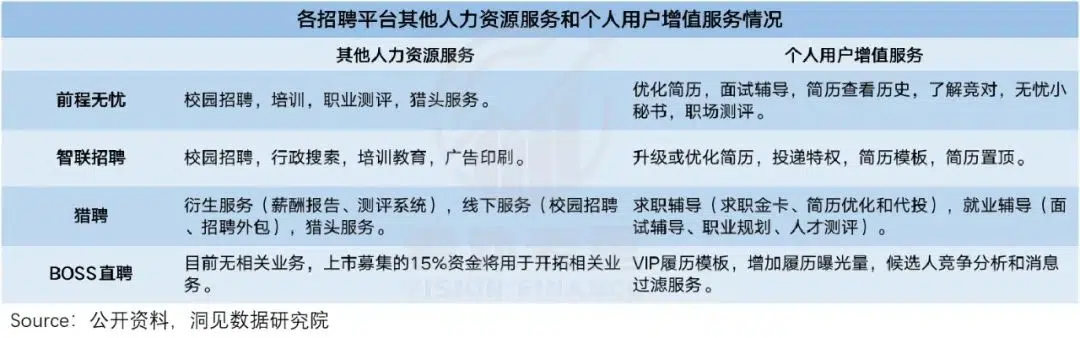 各招聘平台其他人力资源服务和个人用户增值服务情况
其他人力资源服务 个人用户增值服务
前程无忧 校园招聘，培训，职业测评，猎头服务。 优化简历，面试辅导，简历查看历史，了解竞对，无忧小
秘书，职场测评。
智联招聘 校园招聘，行政搜索，培训教育，广告印刷。 升级或优化简历，投递特权，简历模板，简历置顶。
猎聘 衍生服务（薪酬报告、测评系统），线下服务（校园招聘
、招聘外包），猎头服务。
求职辅导（求职金卡、简历优化和代投），就业辅导（面
试辅导、职业规划、人才测评）。
BOSS直聘 目前无相关业务，上市募集的15%资金将用于开拓相关业
务。
VIP履历模板，增加履历曝光量，候选人竞争分析和消息
过滤服务。
Source：公开资料，洞见数据研究院